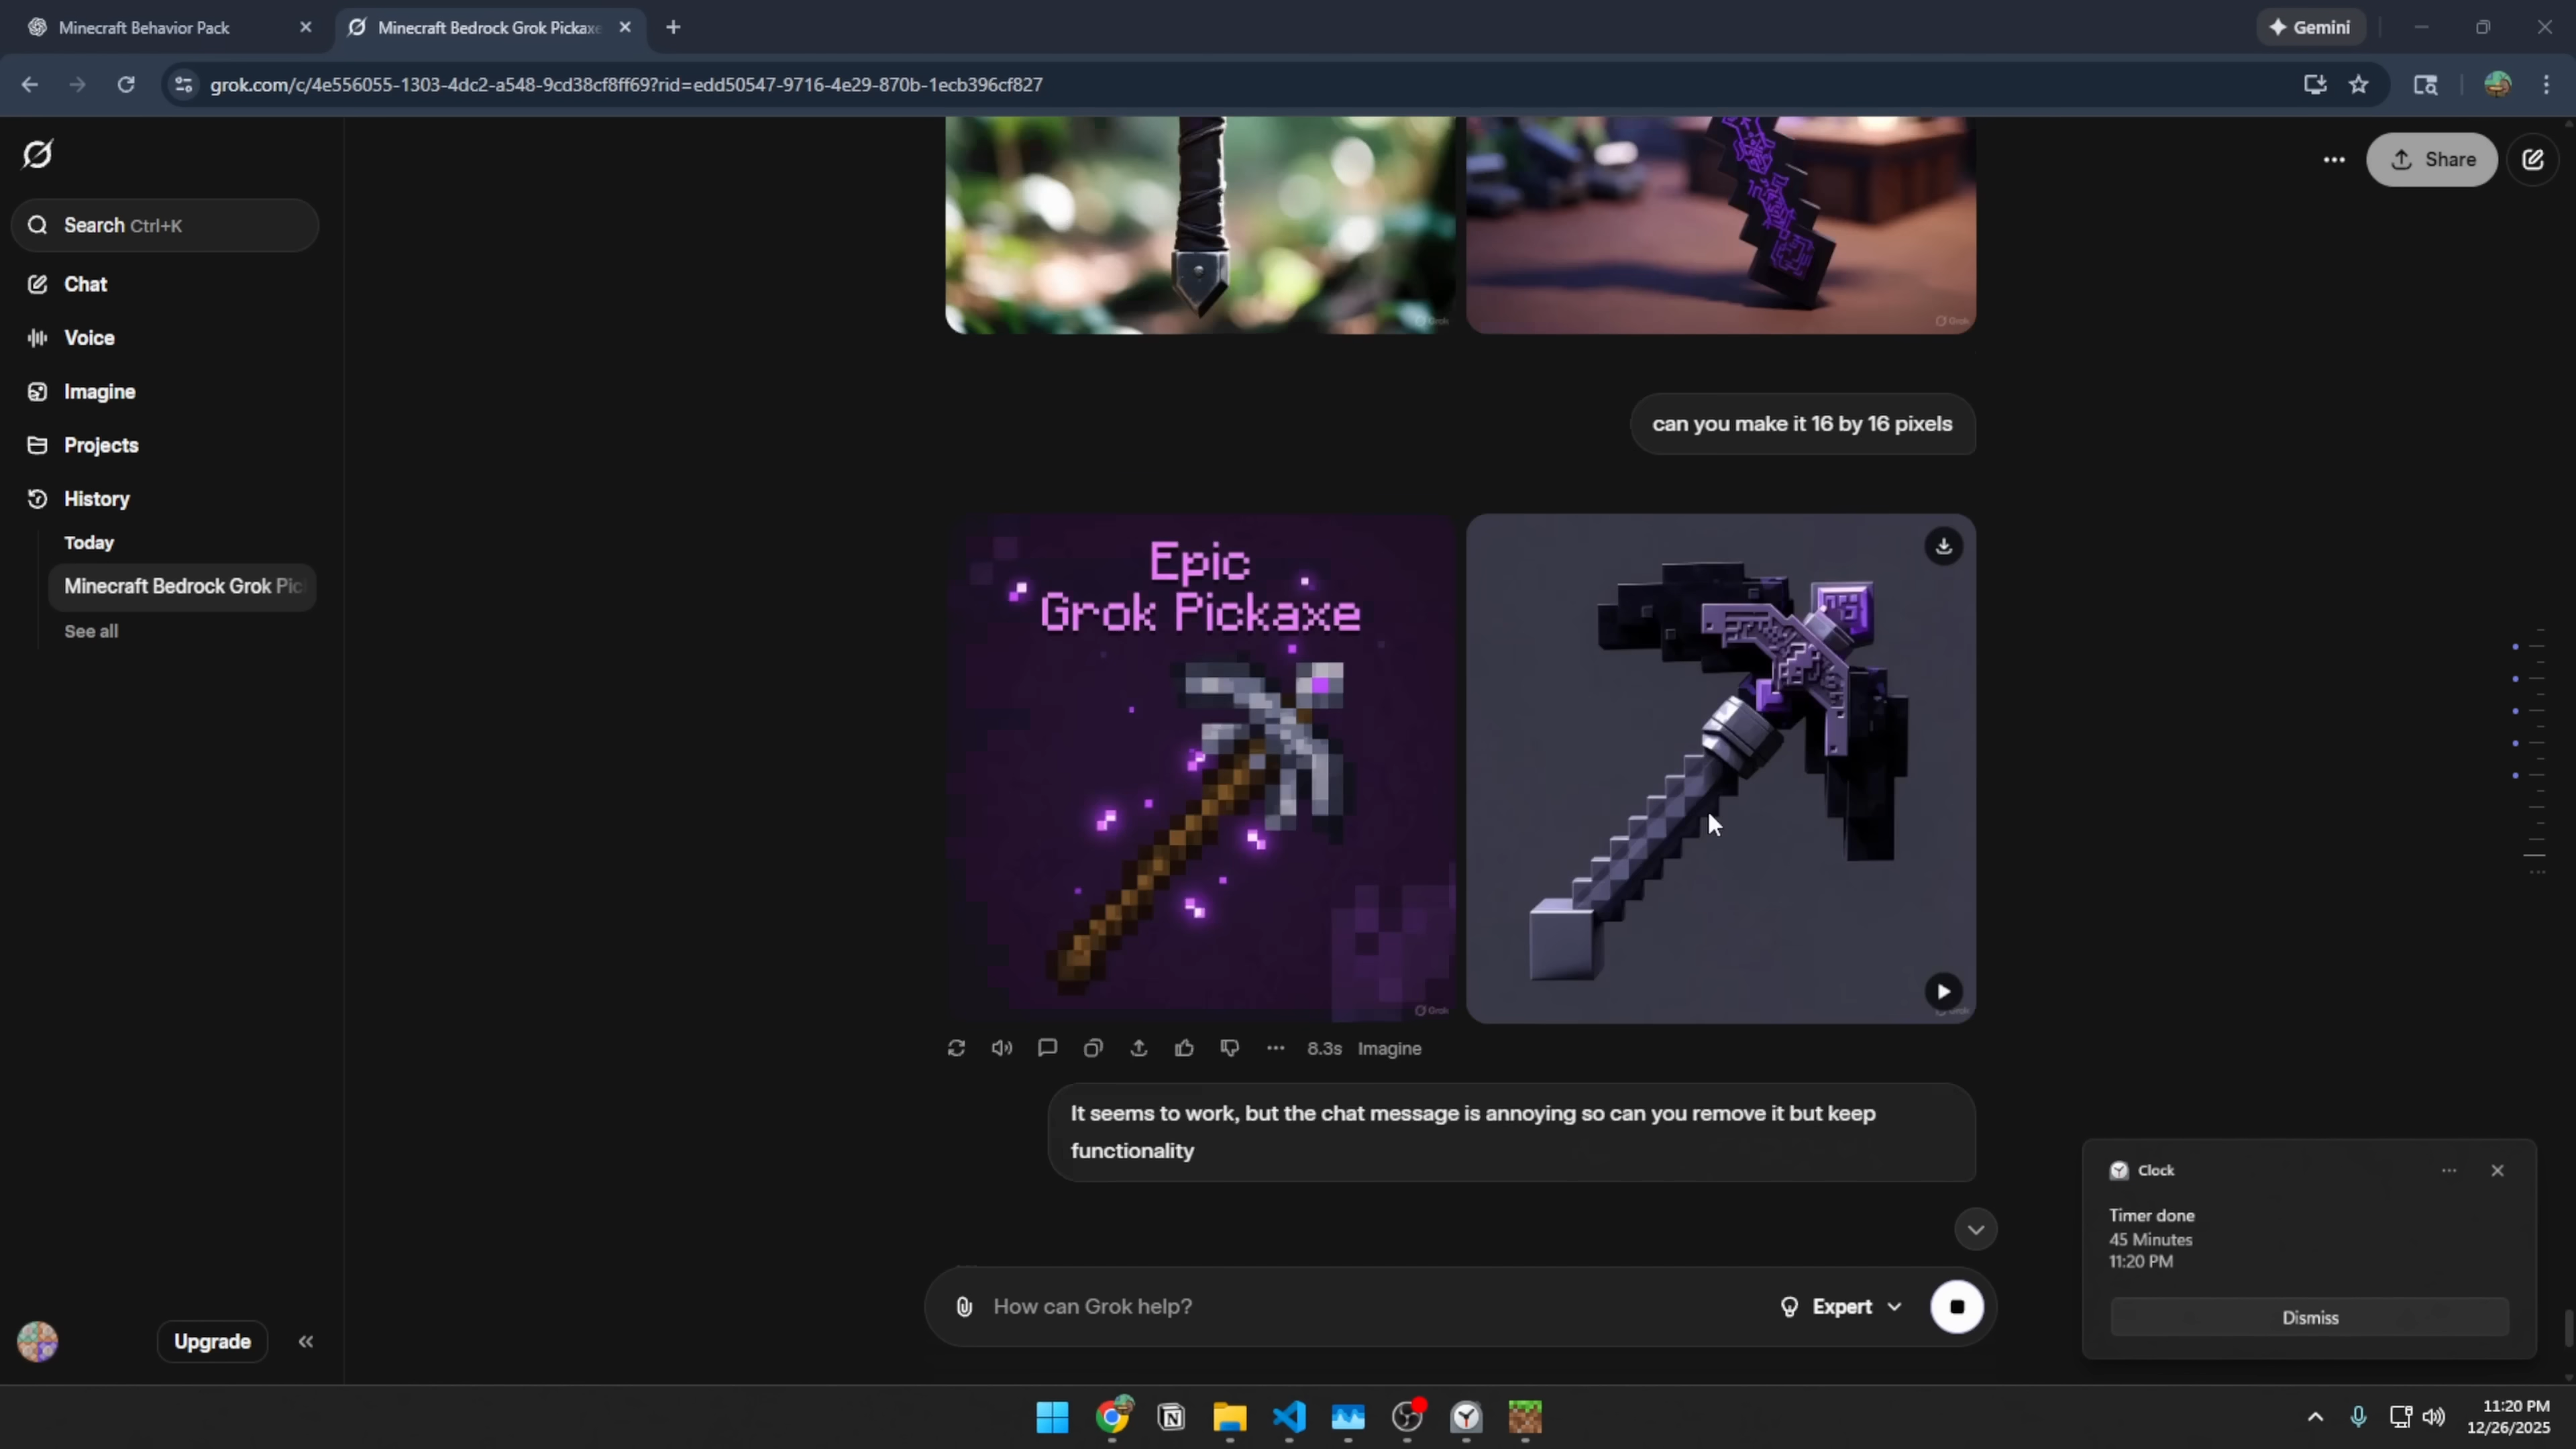 Minecraft Behavior Pack
Minecraft Bedrock Grok Pickaxe
Gemini
grok.com/c/4e556055-1303-4dc2-a548-9cd38cf8ff69?rid=edd50547-9716-4e29-870b-1ecb396cf827
Share
Search Ctrl+K
Chat
Voice
Imagine
Projects
History
Today
Minecraft Bedrock Grok Pic
See all
Grok
Grok
can you make it 16 by 16 pixels
Epic
Grok Pickaxe
Grok
8.3s Imagine
It seems to work, but the chat message is annoying so can you remove it but keep
functionality
How can Grok help?
Expert
Upgrade
Clock
Timer done
45 Minutes
11:20 PM
Dismiss
11:20 PM
12/26/2025